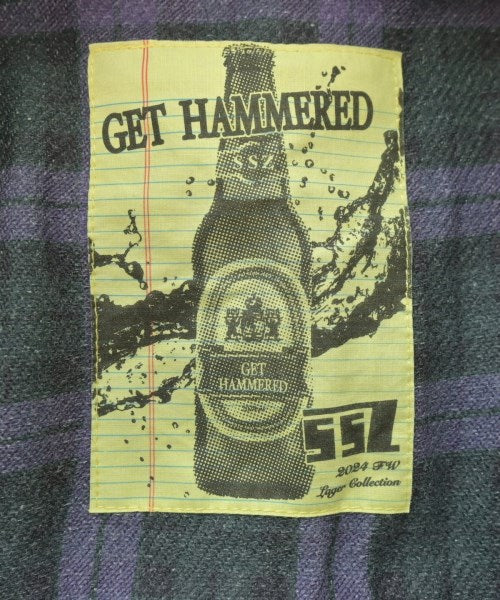 GET HAMMERED
SSZ
GET
HAMMERED
SSZ
2024 FW
Lager Collection